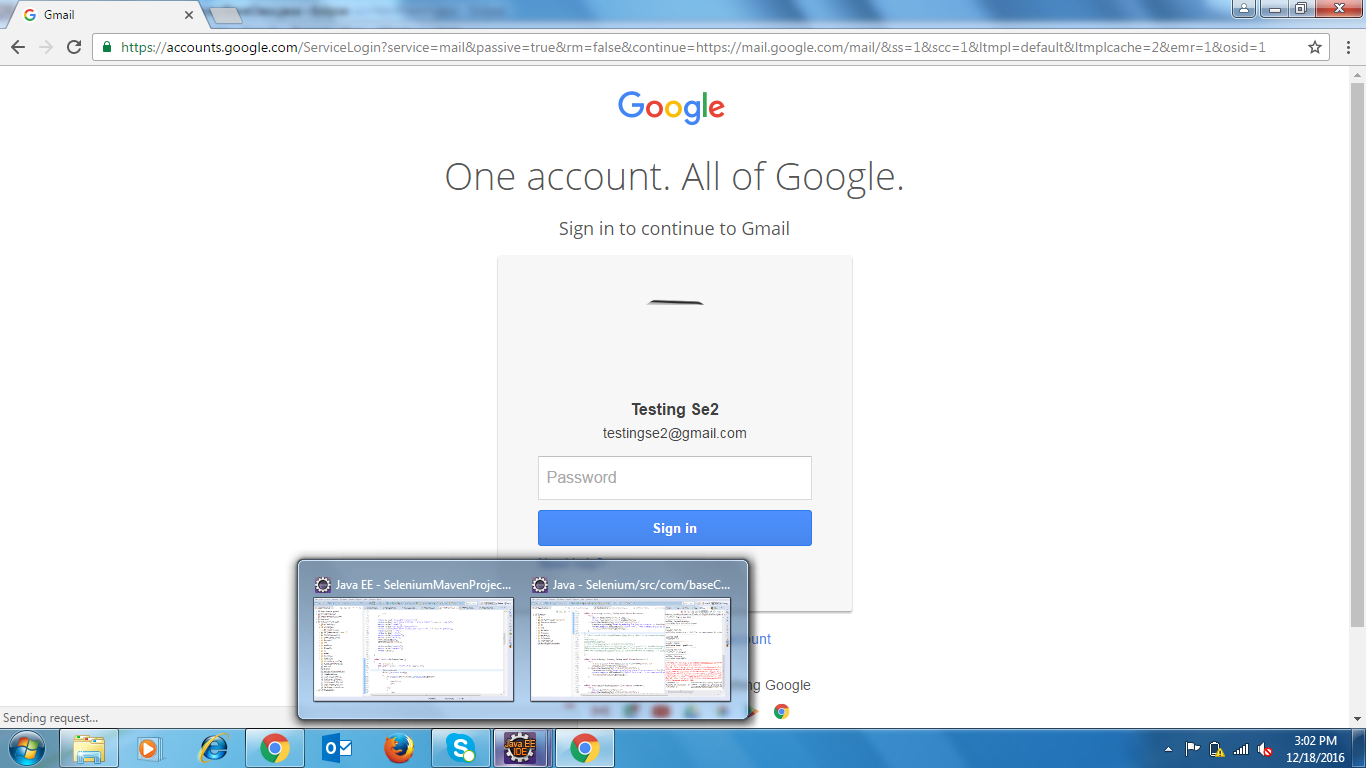 Gmail
https://accounts.google.com/ServiceLogin?service=mail&passive=true&rm=false&continue=https://mail.google.com/mail/&ss=1&scc=1&ltmpl=default&ltmplcache=2&emr=1&osid=1
Google
One account. All of Google.
Sign in to continue to Gmail
Testing Se2
testingse2@gmail.com
Password
Sign in
Java EE - SeleniumMavenProjec...
Java - Selenium/src/com/baseC...
Google
Sending request...
Java EE
IDE
3:02 PM
12/18/2016